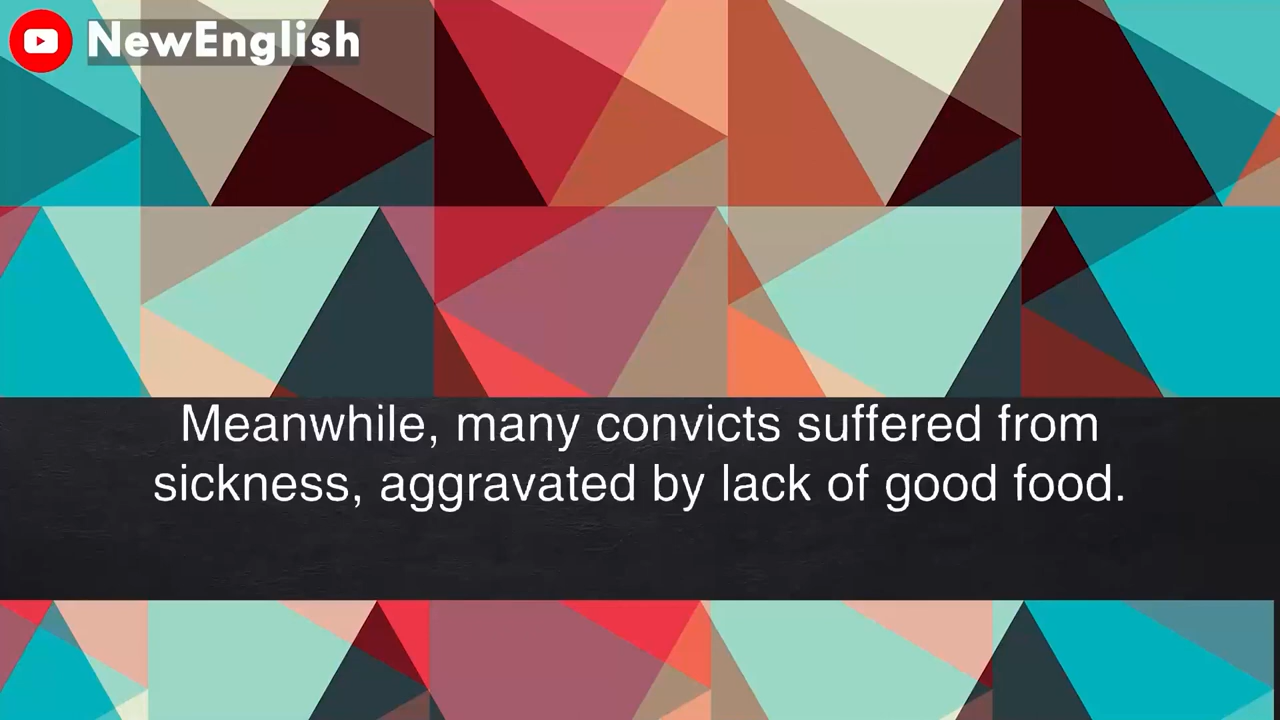 NewEnglish
Meanwhile, many convicts suffered from
sickness, aggravated by lack of good food.